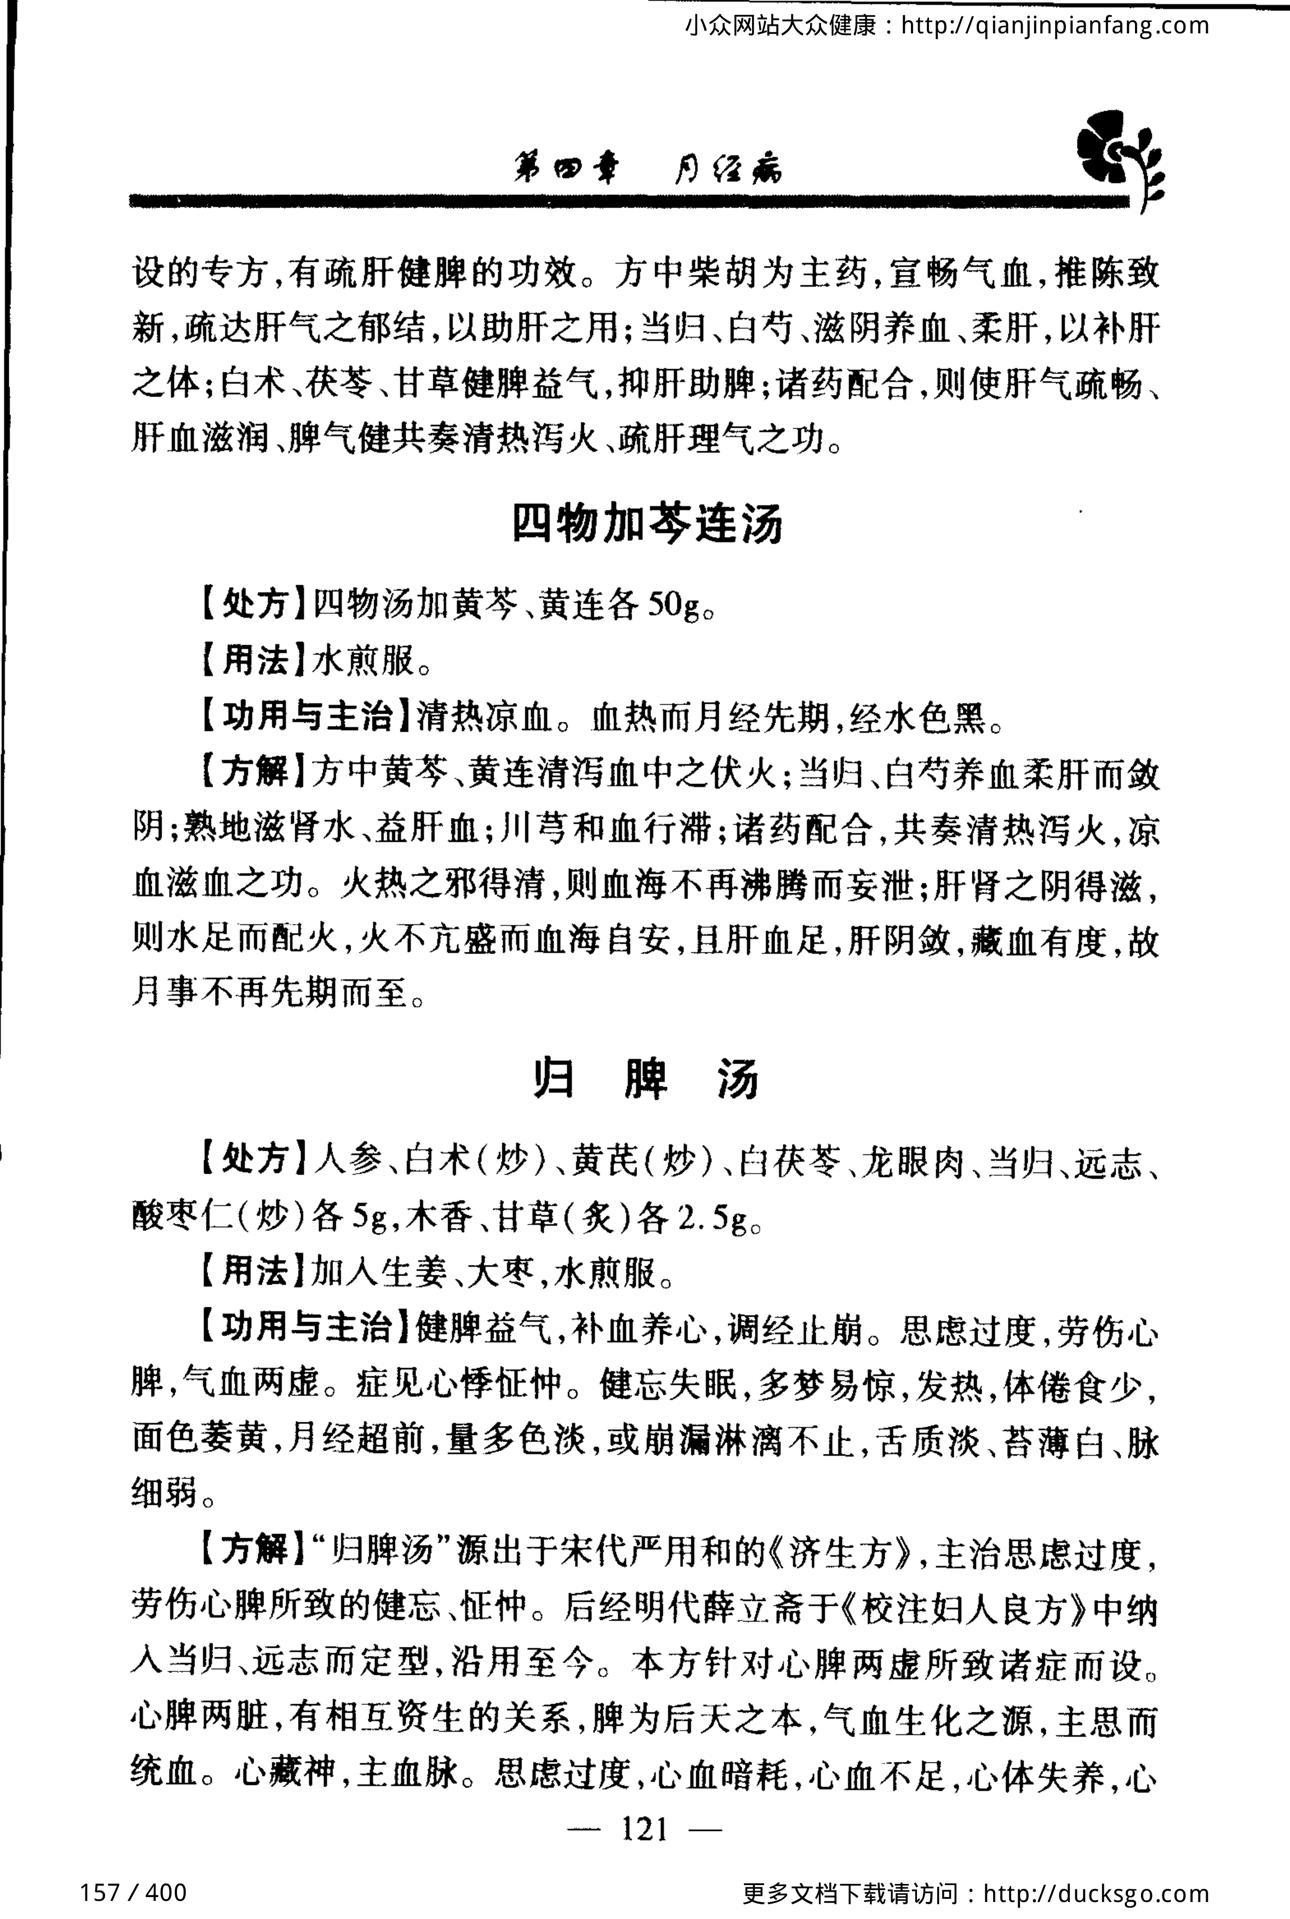 小众网站大众健康：http://qianjinpianfang.com
第四章 月经病
设的专方,有疏肝健脾的功效。方中柴胡为主药,宣畅气血,推陈致
新,疏达肝气之郁结,以助肝之用;当归、白芍、滋阴养血、柔肝,以补肝
之体;白术、茯苓、甘草健脾益气,抑肝助脾;诸药配合,则使肝气疏畅、
肝血滋润、脾气健共奏清热泻火、疏肝理气之功。
四物加芩连汤
【处方】四物汤加黄芩、黄连各50g。
【用法】水煎服。
【功用与主治】清热凉血。血热而月经先期,经水色黑。
【方解】方中黄芩、黄连清泻血中之伏火;当归、白芍养血柔肝而敛
阴;熟地滋肾水、益肝血;川芎和血行滞;诸药配合,共奏清热泻火,凉
血滋血之功。火热之邪得清,则血海不再沸腾而妄泄;肝肾之阴得滋,
则水足而配火,火不亢盛而血海自安,且肝血足,肝阴敛,藏血有度,故
月事不再先期而至。
归 脾 汤
【处方】人参、白术(炒)、黄芪(炒)、白茯苓、龙眼肉、当归、远志、
酸枣仁(炒)各5g,木香、甘草(炙)各2.5g。
【用法】加入生姜、大枣,水煎服。
【功用与主治】健脾益气,补血养心,调经止崩。思虑过度,劳伤心
脾,气血两虚。症见心悸怔忡。健忘失眠,多梦易惊,发热,体倦食少,
面色萎黄,月经超前,量多色淡,或崩漏淋漓不止,舌质淡、苔薄白、脉
细弱。
【方解】“归脾汤”源出于宋代严用和的《济生方》,主治思虑过度,
劳伤心脾所致的健忘、怔忡。后经明代薛立斋于《校注妇人良方》中纳
入当归、远志而定型,沿用至今。本方针对心脾两虚所致诸症而设。
心脾两脏,有相互资生的关系,脾为后天之本,气血生化之源,主思而
统血。心藏神,主血脉。思虑过度,心血暗耗,心血不足,心体失养,心
— 121 —
157 / 400
更多文档下载请访问：http://ducksgo.com